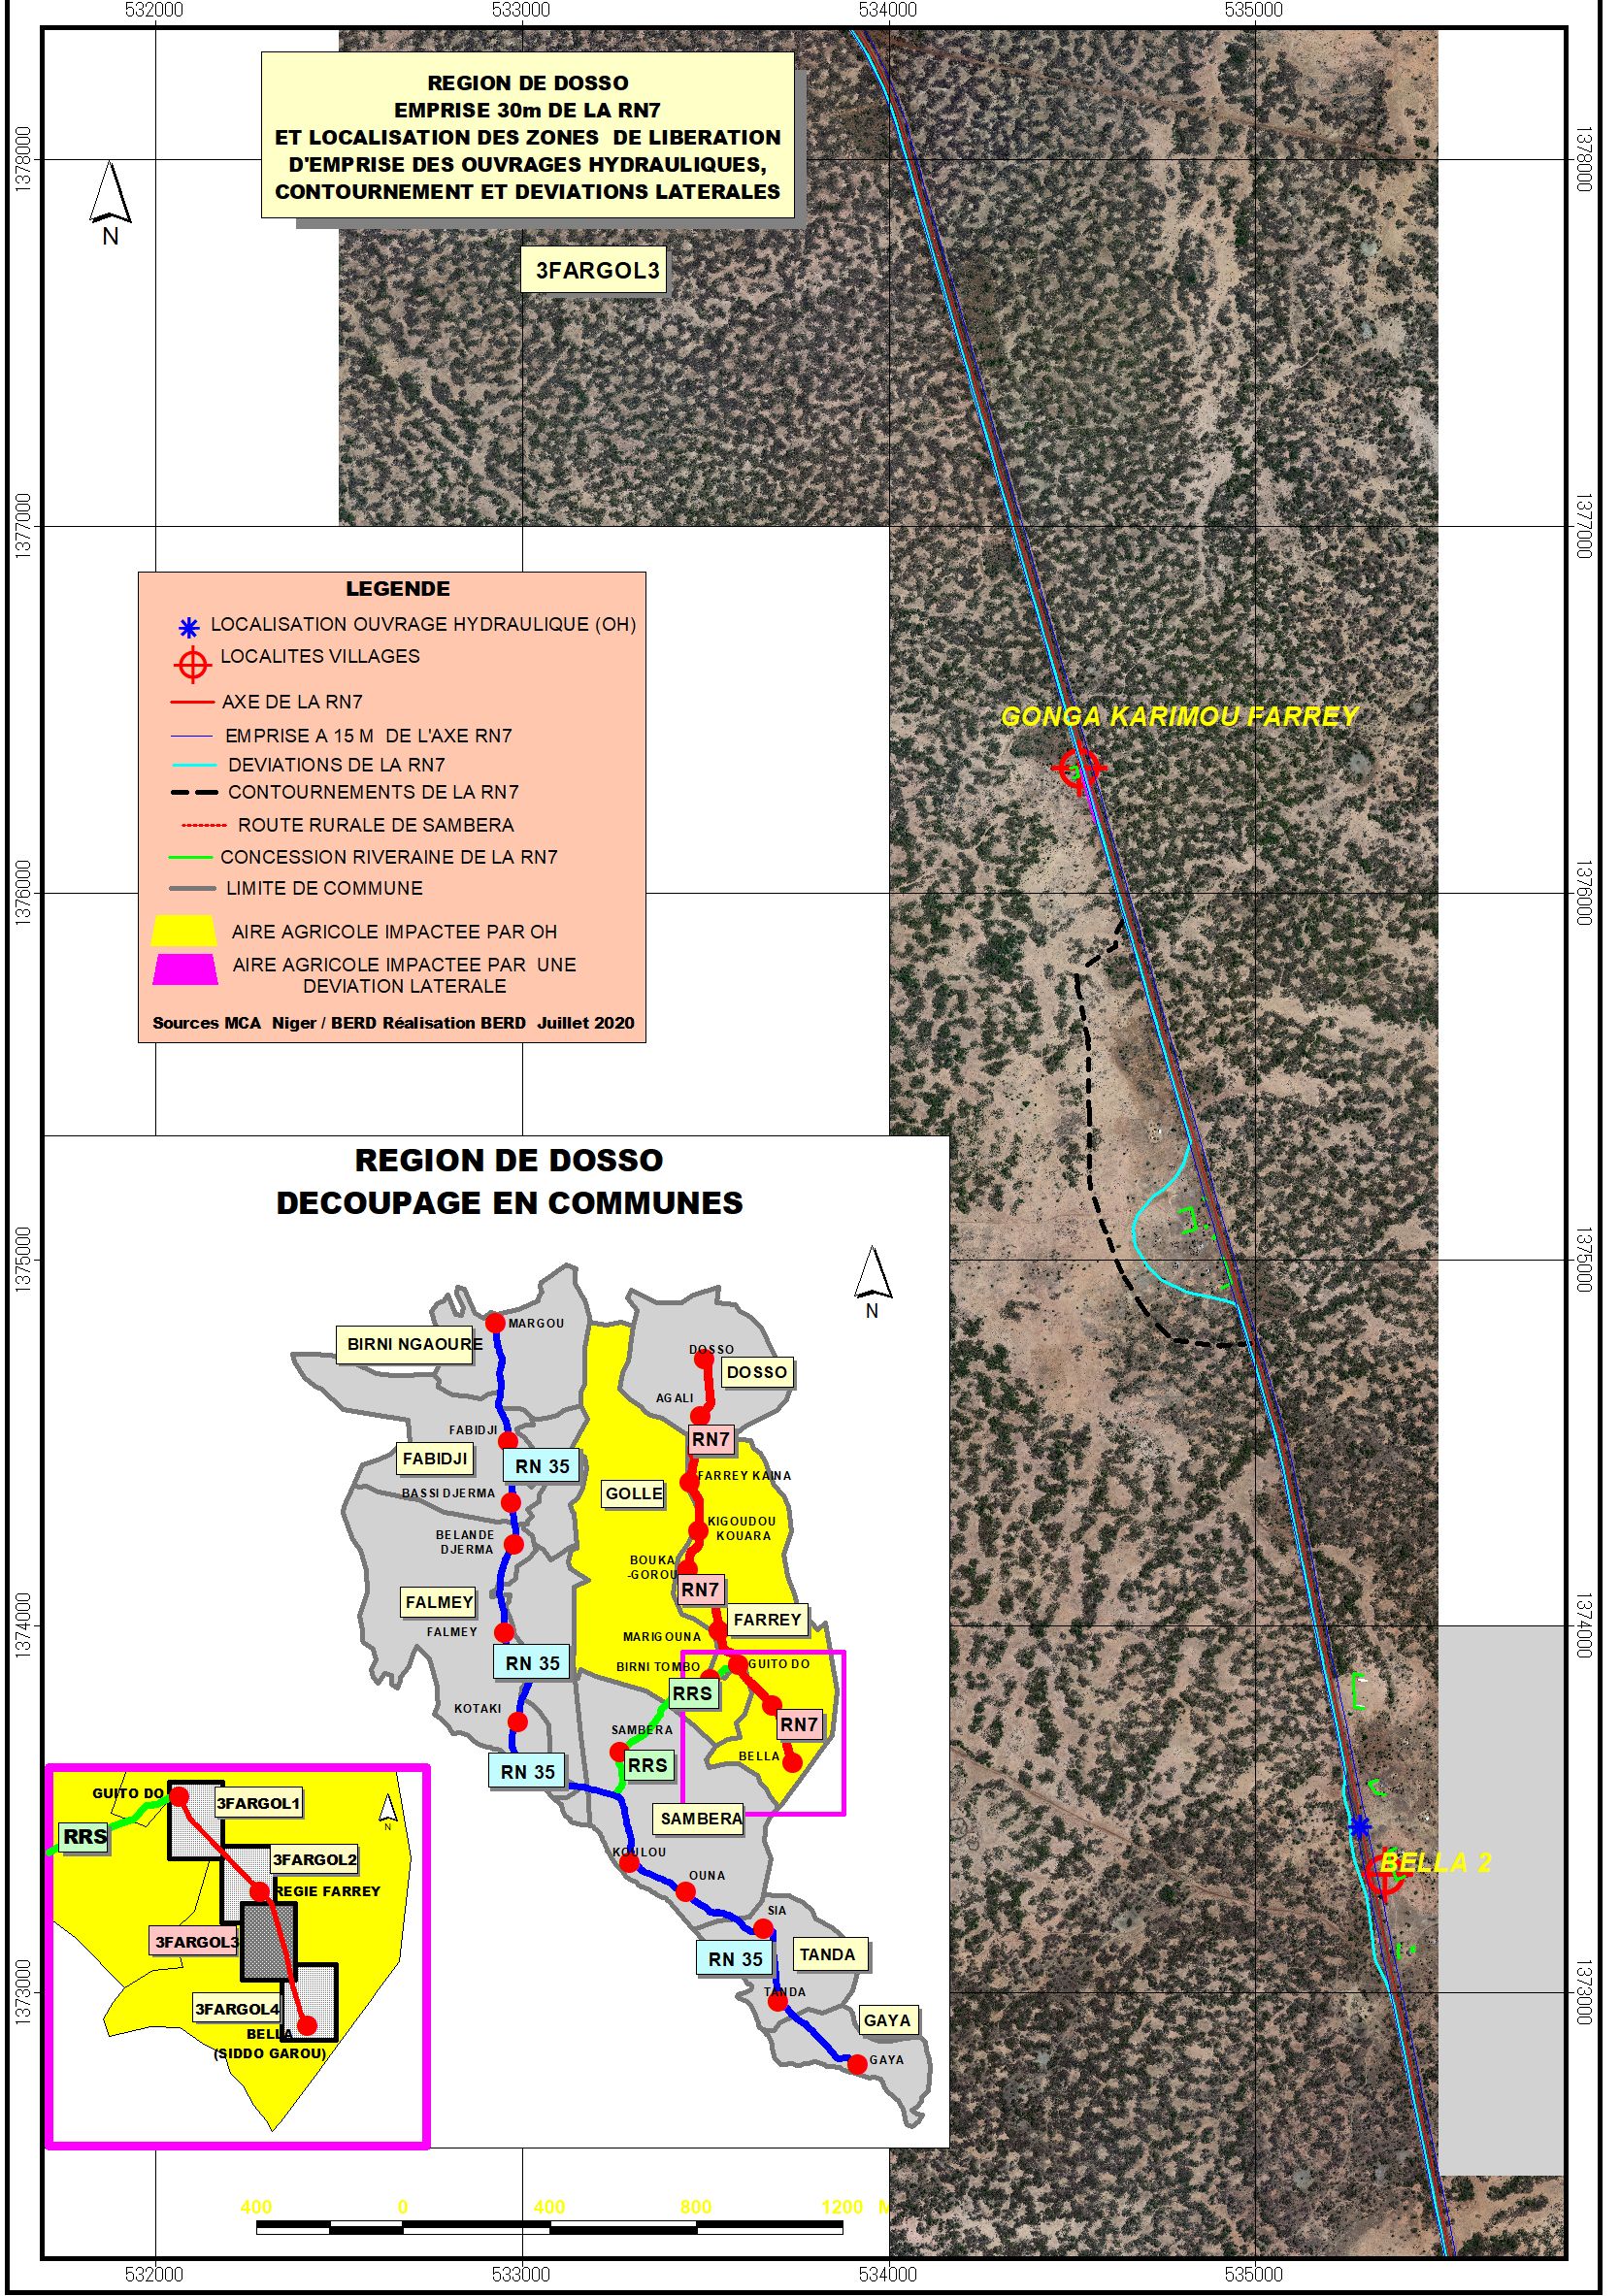 532000
533000
534000
535000
REGION DE DOSSO
EMPRISE 30m DE LA RN7
ET LOCALISATION DES ZONES DE LIBERATION
D'EMPRISE DES OUVRAGES HYDRAULIQUES,
CONTOURNEMENT ET DEVIATIONS LATERALES
1378000
1378000
N
3FARGOL3
1377000
1377000
LEGENDE
LOCALISATION OUVRAGE HYDRAULIQUE (OH)
LOCALITES VILLAGES
AXE DE LA RN7
EMPRISE A 15 M DE L'AXE RN7
DEVIATIONS DE LA RN7
CONTOURNEMENTS DE LA RN7
ROUTE RURALE DE SAMBERA
CONCESSION RIVERAINE DE LA RN7
LIMITE DE COMMUNE
AIRE AGRICOLE IMPACTEE PAR OH
AIRE AGRICOLE IMPACTEE PAR UNE
DEVIATION LATERALE
Sources MCA Niger / BERD Réalisation BERD Juillet 2020
GONGA KARIMOU FARREY
1376000
1376000
REGION DE DOSSO
DECOUPAGE EN COMMUNES
1375000
1375000
N
MARGOU
BIRNI NGAOURE
DOSSO
DOSSO
AGALI
FABIDJI
RN7
FABIDJI
RN 35
FARREY KAINA
BASSI DJERMA
GOLLE
KIGOUDOU
KOUARA
BELANDE
DJERMA
BOUKA
-GOROU
RN7
FALMEY
FARREY
FALMEY
MARIGOUNA
RN 35
BIRNI TOMBO
GUITO DO
RRS
KOTAKI
SAMBERA
RN7
BELLA
RRS
RN 35
SAMBERA
KOULOU
OUNA
SIA
RN 35
TANDA
TANDA
GAYA
GAYA
1374000
1374000
GUITO DO
3FARGOL1
N
RRS
3FARGOL2
REGIE FARREY
3FARGOL3
3FARGOL4
BELLA
(SIDDO GAROU)
BELLA 2
1373000
1373000
400
0
400
800
1200
M
532000
533000
534000
535000